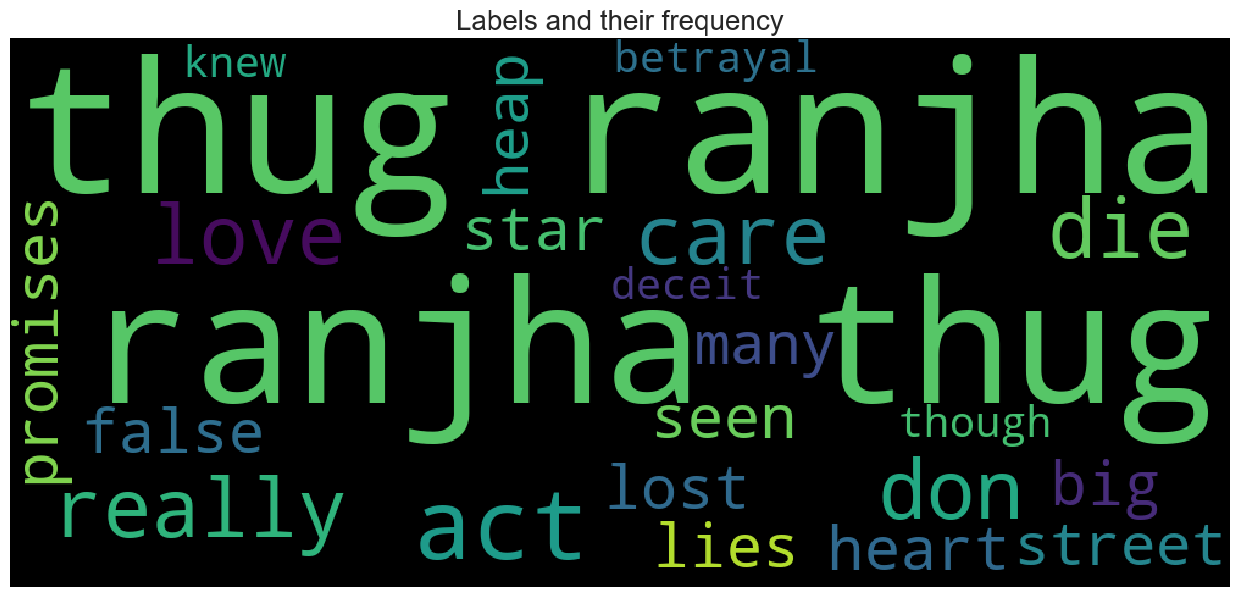 Labels and their frequency
knew
betrayal
thug ranjha
heap
love
star
care
die
promises
deceit
ranjha thug
many
false
seen
though
really
act
lost
don
big
lies
heart
street